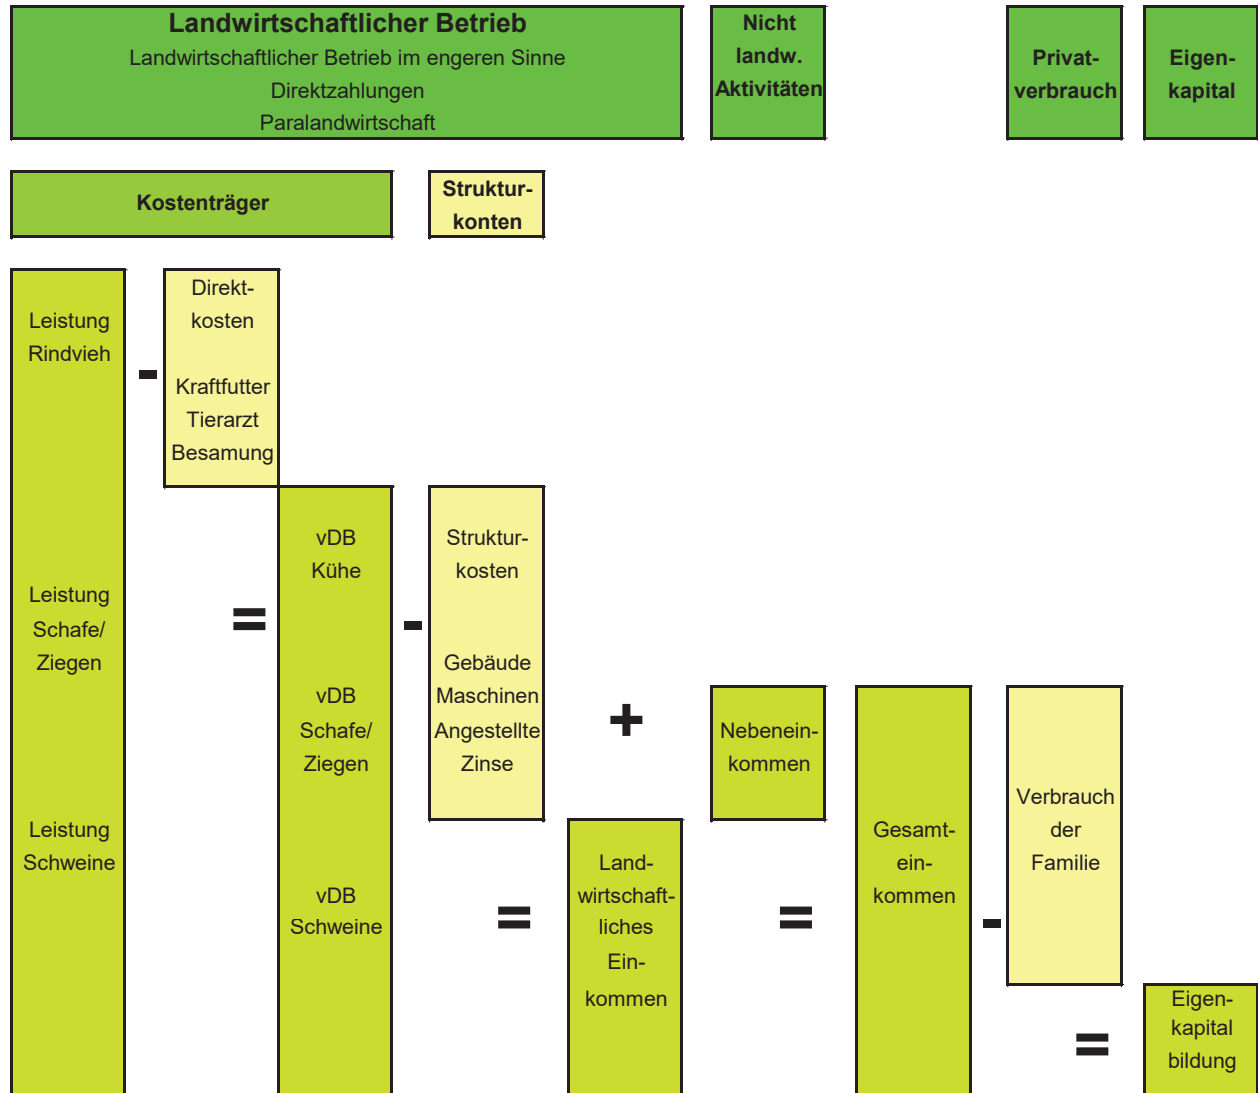 Landwirtschaftlicher Betrieb
Landwirtschaftlicher Betrieb im engeren Sinne
Direktzahlungen
Paralandwirtschaft
Nicht
landw.
Aktivitäten
Privat-
verbrauch
Eigen-
kapital
Kostenträger
Struktur-
konten
Leistung
Rindvieh
Leistung
Schafe/
Ziegen
Leistung
Schweine
-
Direkt-
kosten
Kraftfutter
Tierarzt
Besamung
=
vDB
Kühe
vDB
Schafe/
Ziegen
vDB
Schweine
-
Struktur-
kosten
Gebäude
Maschinen
Angestellte
Zinse
=
Land-
wirtschaft-
liches
Ein-
kommen
+
Nebenein-
kommen
=
Gesamt-
ein-
kommen
-
Verbrauch
der
Familie
=
Eigen-
kapital
bildung